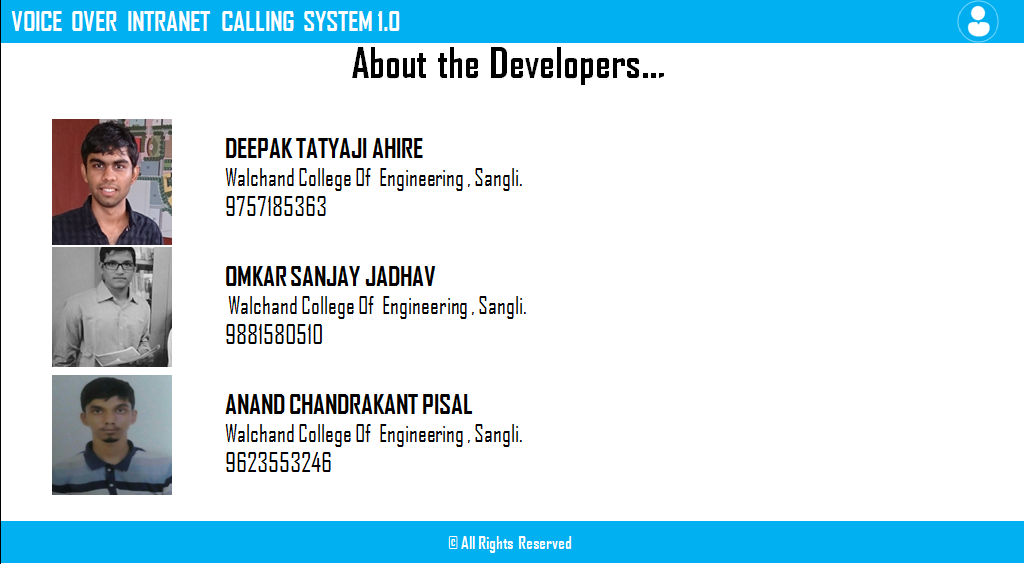 VOICE OVER INTRANET CALLING SYSTEM 1.0
About the Developers...
DEEPAK TATYAJI AHIRE
Walchand College Of Engineering , Sangli.
9757185363
OMKAR SANJAY JADHAV
Walchand College Of Engineering , Sangli.
9881580510
ANAND CHANDRAKANT PISAL
Walchand College Of Engineering , Sangli.
9623553246
© All Rights Reserved